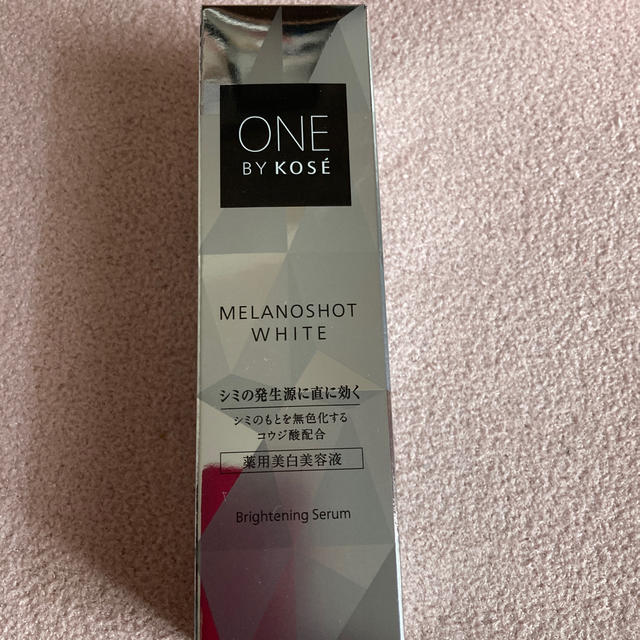 ONE
BY KOSÉ
MELANOSHOT
WHITE
シミの発生源に直に効く
シミのもとを無色化する
コウジ酸配合
薬用美白美容液
Brightening Serum